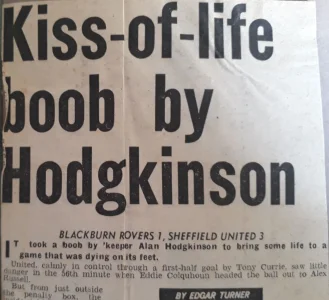 Kiss-of-life
boob by
Hodgkinson
BLACKBURN ROVERS 1, SHEFFIELD UNITED 3
IT took a boob by 'keeper Alan Hodgkinson to bring some life to a
game that was dying on its feet.
United, calmly in control through a first-half goal by Tony Currie, saw little
danger in the 56th minute when Eddie Colquhoun headed the ball out to Alex
Russell.
But from just outside
the penalty box, the
BY EDGAR TURNER